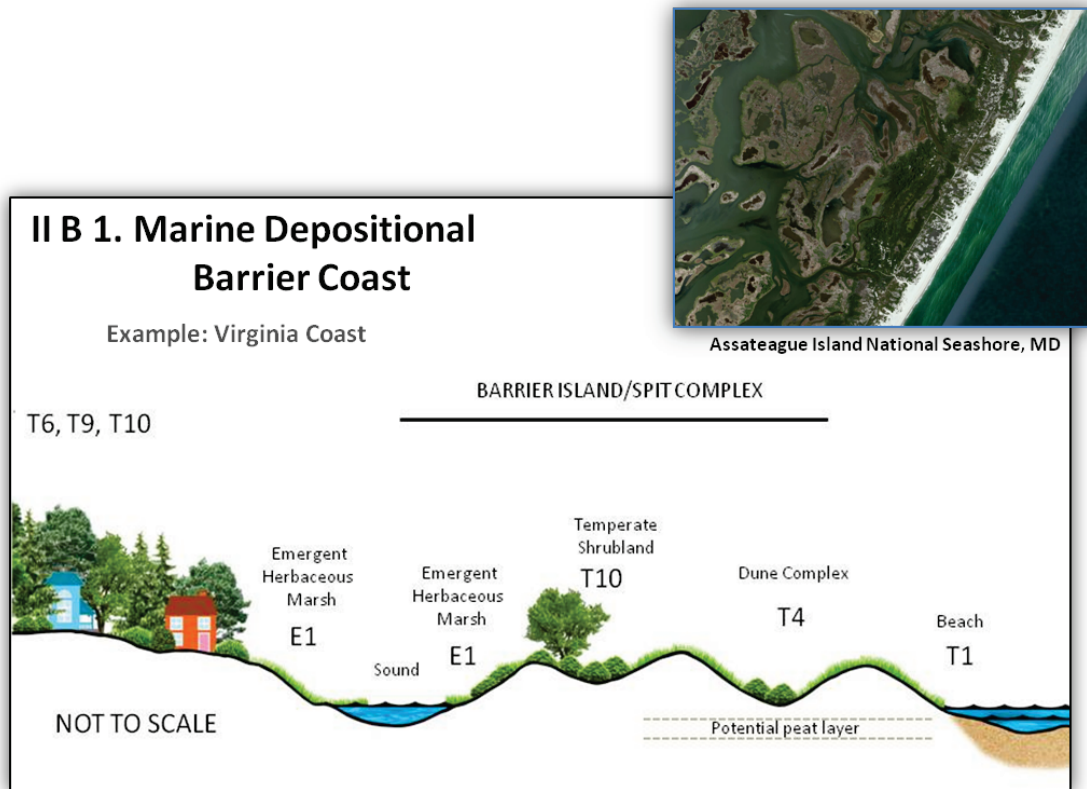 II B 1. Marine Depositional
Barrier Coast
Example: Virginia Coast
Assateague Island National Seashore, MD
BARRIER ISLAND/SPIT COMPLEX
T6, T9, T10
Emergent
Herbaceous
Marsh
E1
Sound
Emergent
Herbaceous
Marsh
E1
Temperate
Shrubland
T10
Dune Complex
T4
Beach
T1
NOT TO SCALE
Potential peat layer